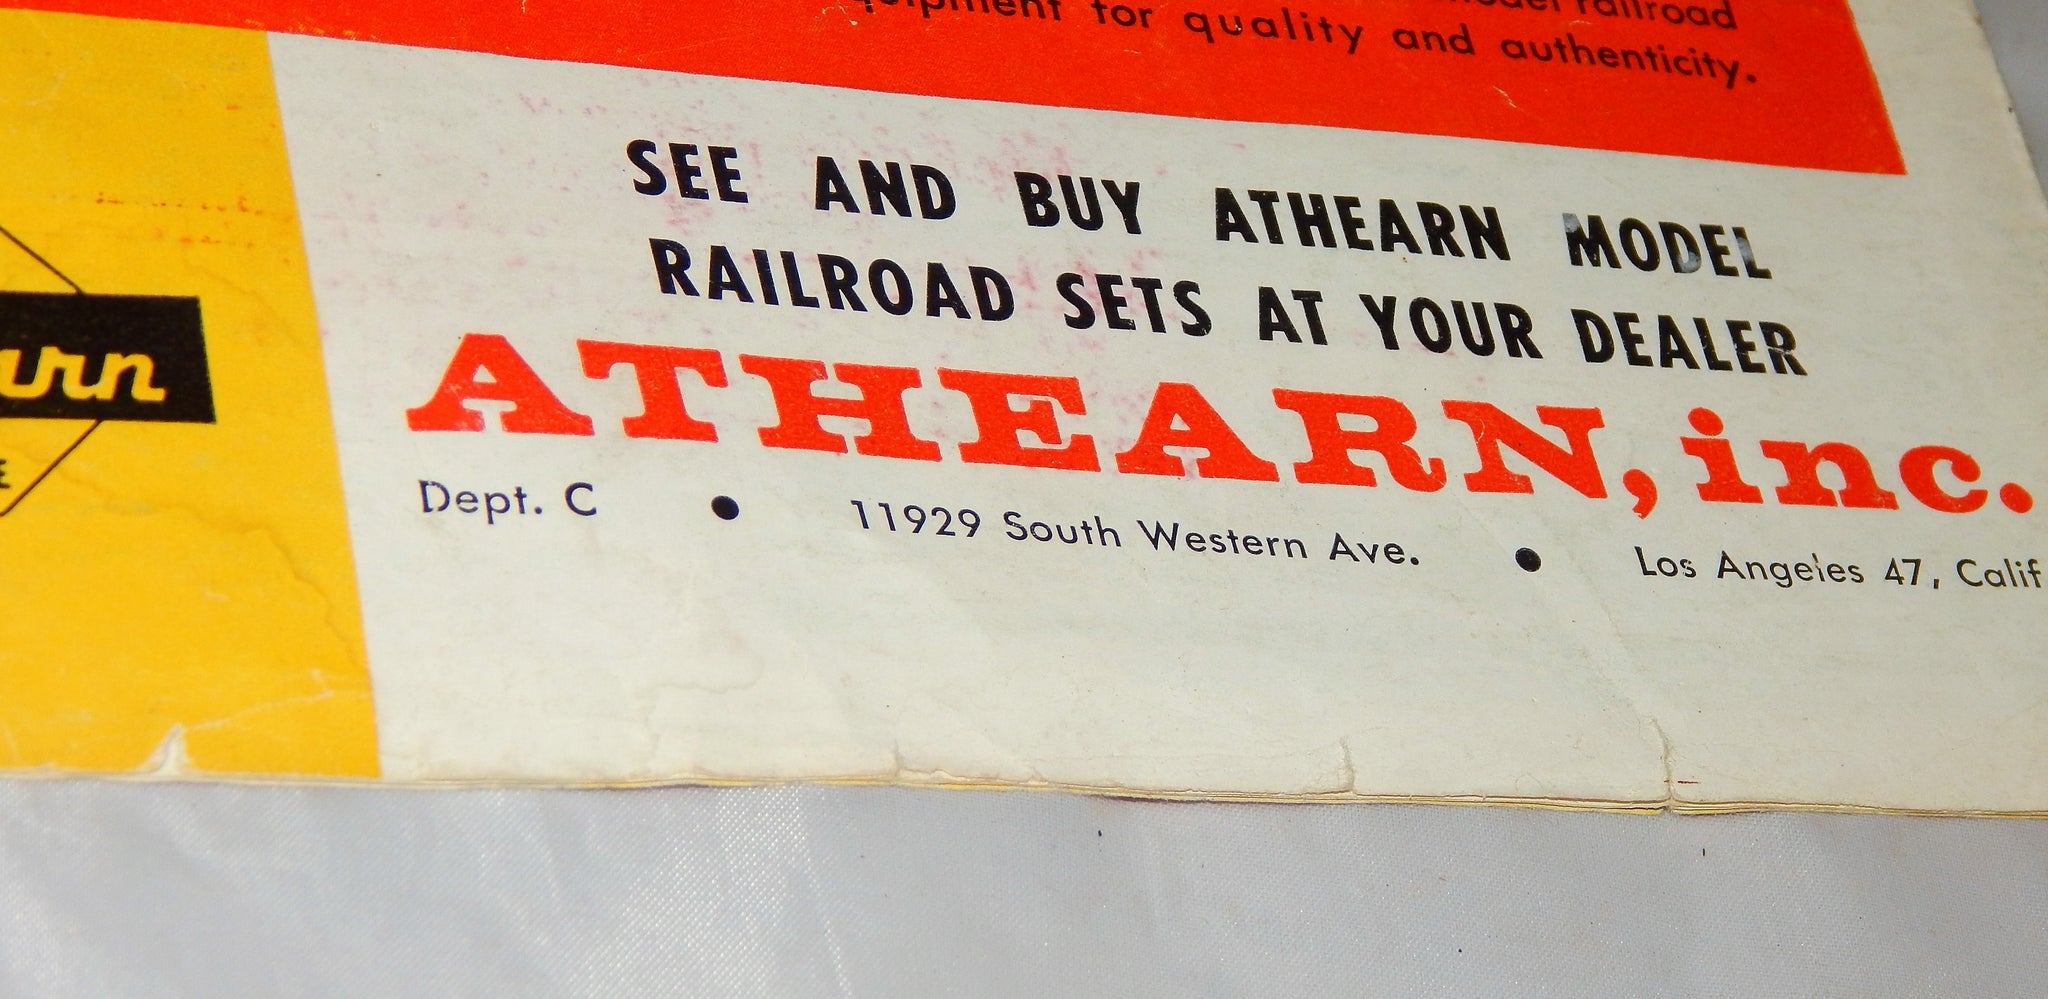 railroad
for quality and authenticity.
SEE AND BUY ATHEARN MODEL
RAILROAD SETS AT YOUR DEALER
ATHEARN, inc.
Dept. C • 11929 South Western Ave. • Los Angeles 47, Calif